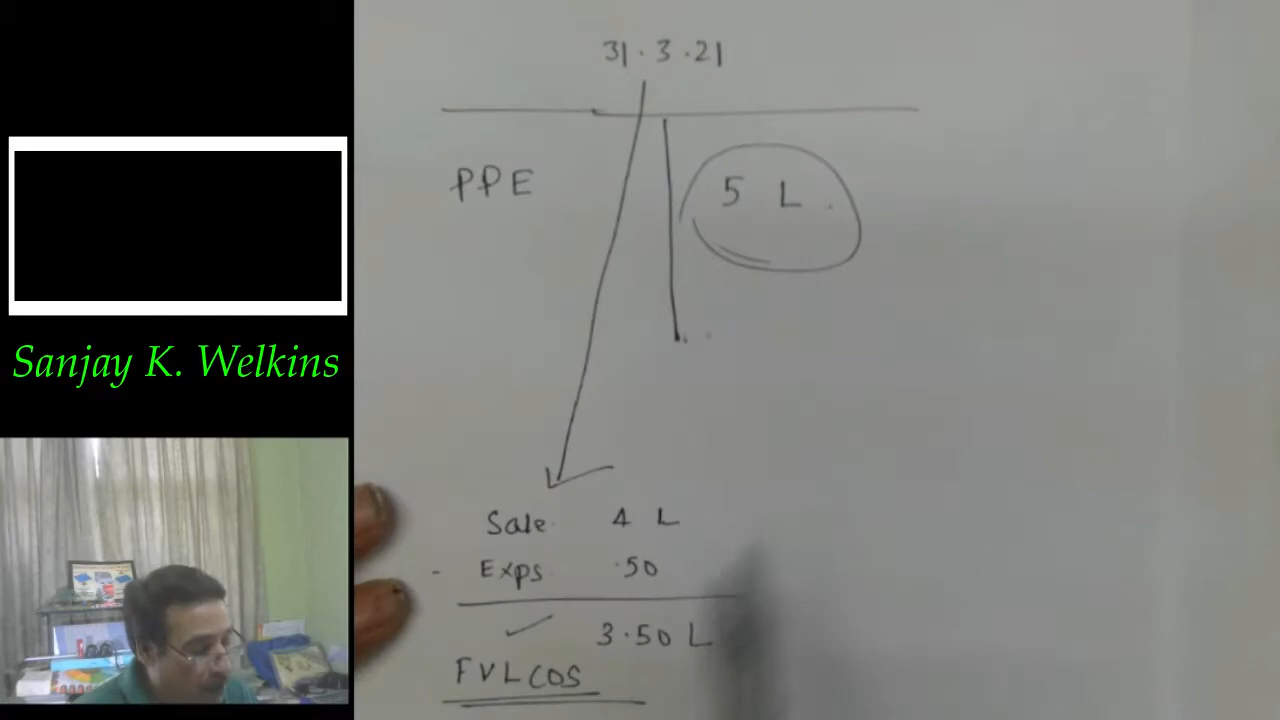 31.3.21
PPE 5 L.
Sanjay K. Welkins
Sale 4 L
- Exps .50
✓ 3.50 L
FVLCOS